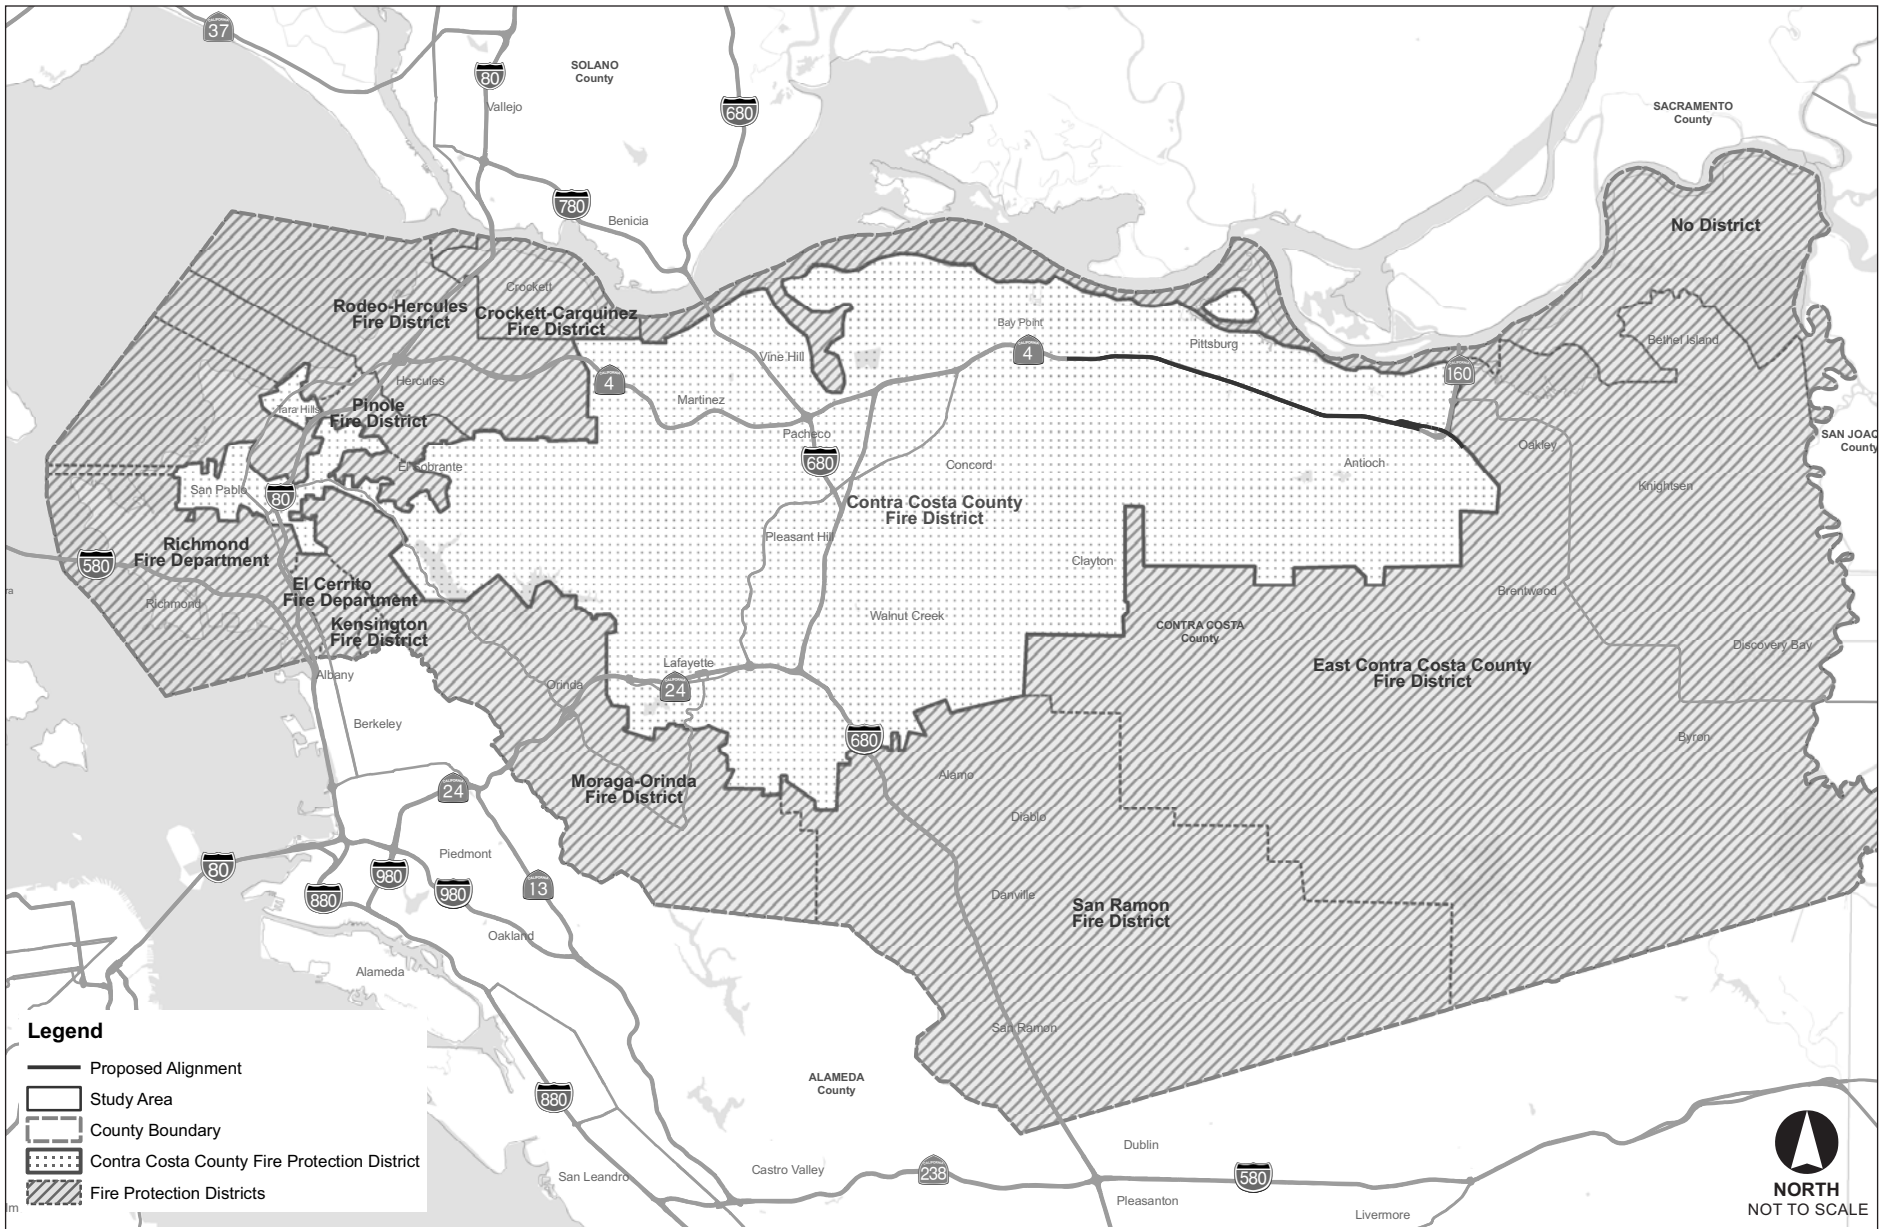 CALIFORNIA
37
80
SOLANO
County
Vallejo
680
SACRAMENTO
County
780
Benicia
No District
Crockett
Rodeo-Hercules
Fire District
Crockett-Carquinez
Fire District
Bay Point
Pittsburg
Bethel Island
Vine Hill
CALIFORNIA
4
160
Hercules
CALIFORNIA
4
Martinez
Tara Hills
Pinole
Fire District
Pacheco
Oakley
SAN JOAQ
County
El Sobrante
680
Concord
Antioch
San Pablo
80
Knightsen
Contra Costa County
Fire District
Pleasant Hill
Richmond
Fire Department
580
Clayton
El Cerrito
Fire Department
Brentwood
Richmond
Walnut Creek
Kensington
Fire District
CONTRA COSTA
County
Discovery Bay
East Contra Costa County
Fire District
Lafayette
Albany
Orinda
CALIFORNIA
24
Berkeley
680
Byron
Alamo
Moraga-Orinda
Fire District
CALIFORNIA
24
Diablo
Piedmont
80
980
880
980
CALIFORNIA
13
Danville
San Ramon
Fire District
Oakland
Alameda
San Ramon
ALAMEDA
County
880
Dublin
Castro Valley
CALIFORNIA
238
580
San Leandro
Pleasanton
Livermore
Legend
Proposed Alignment
Study Area
County Boundary
Contra Costa County Fire Protection District
Fire Protection Districts
NORTH
NOT TO SCALE